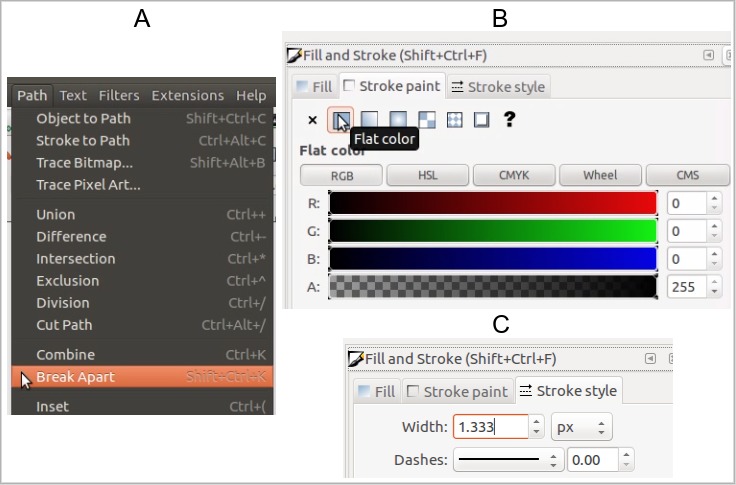 A
Path Text Filters Extensions Help
Object to Path Shift+Ctrl+C
Stroke to Path Ctrl+Alt+C
Trace Bitmap... Shift+Alt+B
Trace Pixel Art...
Union Ctrl++
Difference Ctrl+-
Intersection Ctrl+*
Exclusion Ctrl+^
Division Ctrl+/
Cut Path Ctrl+Alt+/
Combine Ctrl+K
Break Apart Shift+Ctrl+K
Inset Ctrl+(
B
Fill and Stroke (Shift+Ctrl+F)
Fill Stroke paint Stroke style
× ?
Flat color
Flat color
RGB HSL CMYK Wheel CMS
R: 0
G: 0
B: 0
A: 255
C
Fill and Stroke (Shift+Ctrl+F)
Fill Stroke paint Stroke style
Width: 1.333 px
Dashes: 0.00